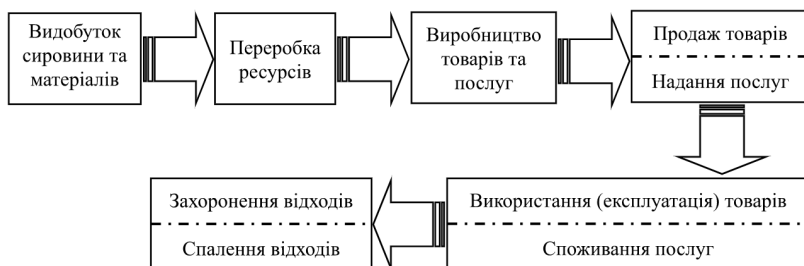 Видобуток
сировини та
матеріалів
Переробка
ресурсів
Виробництво
товарів та
послуг
Продаж товарів
Надання послуг
Використання (експлуатація) товарів
Споживання послуг
Захоронення відходів
Спалення відходів